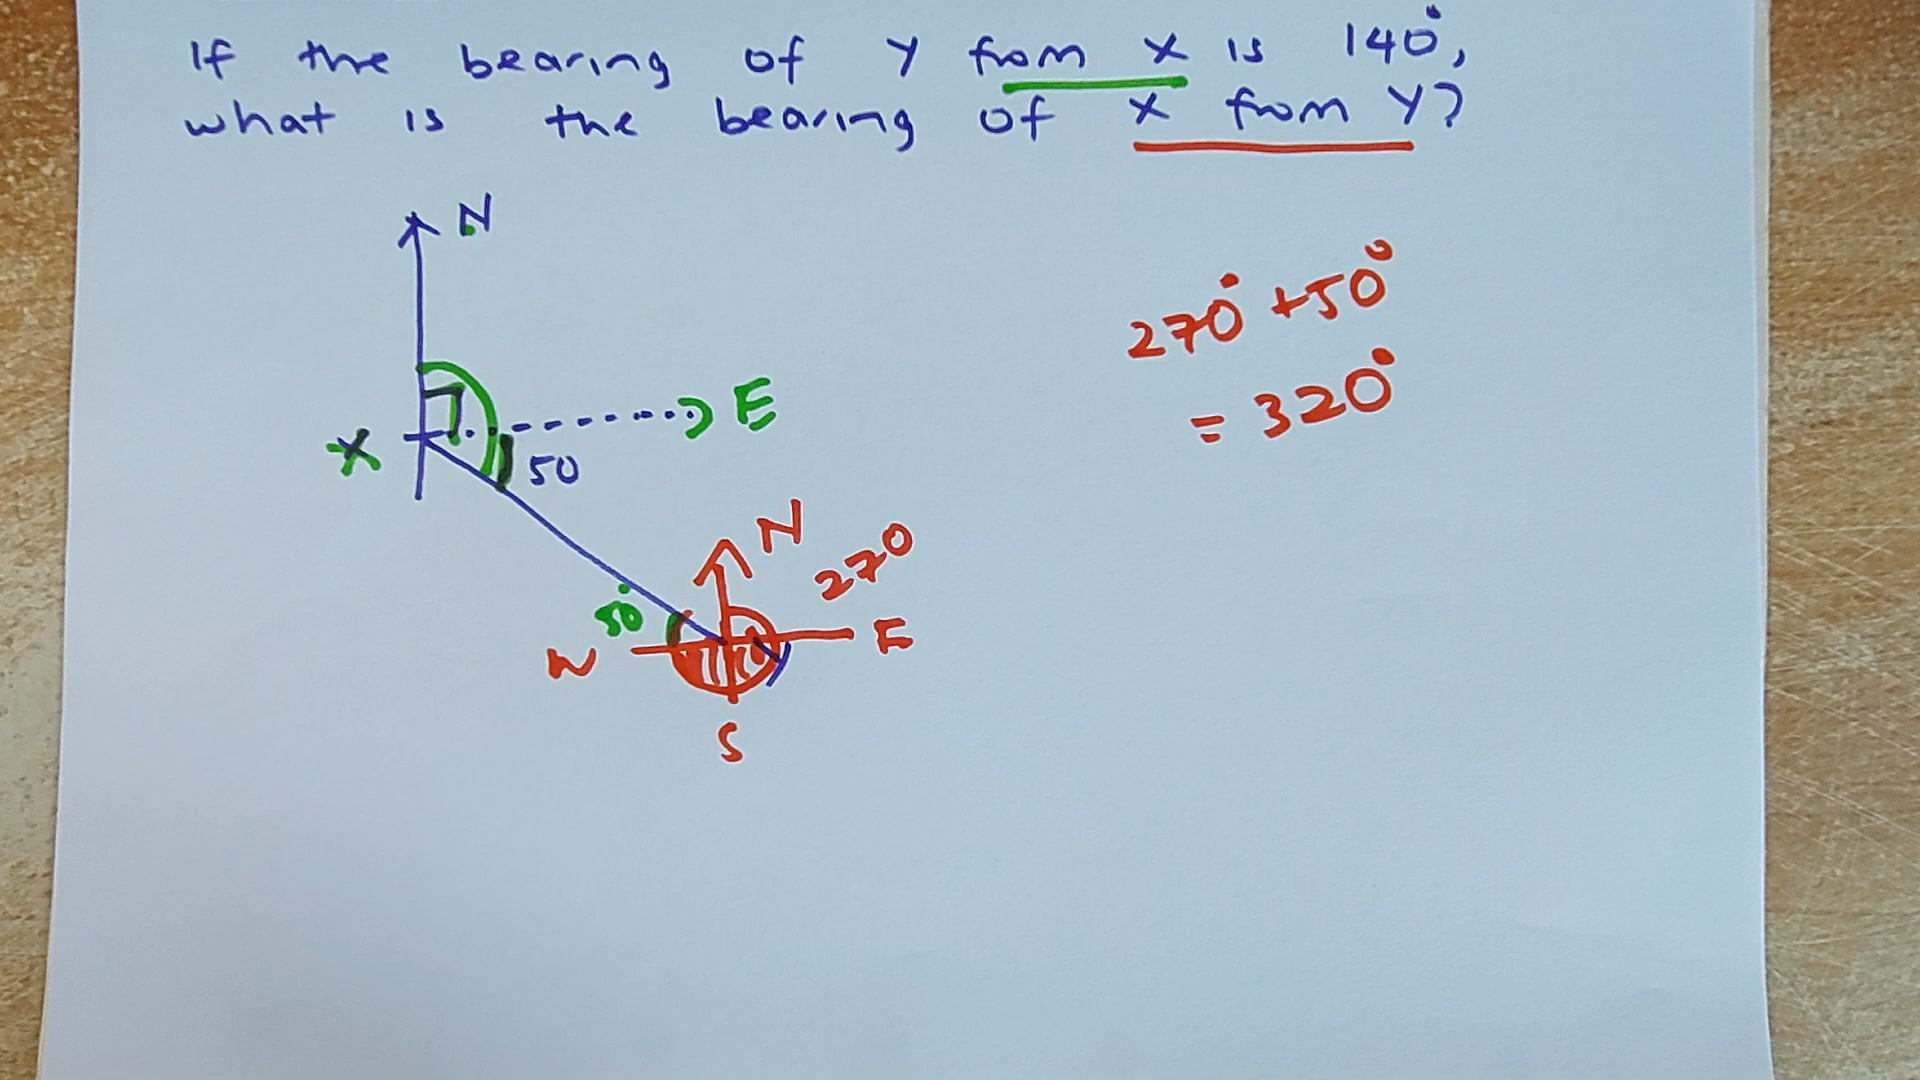 If the bearing of Y from X is 140°,
what is the bearing of X from Y?
N
270° + 50°
= 320°
E
X
50
N
270
50°
W
E
Y
S